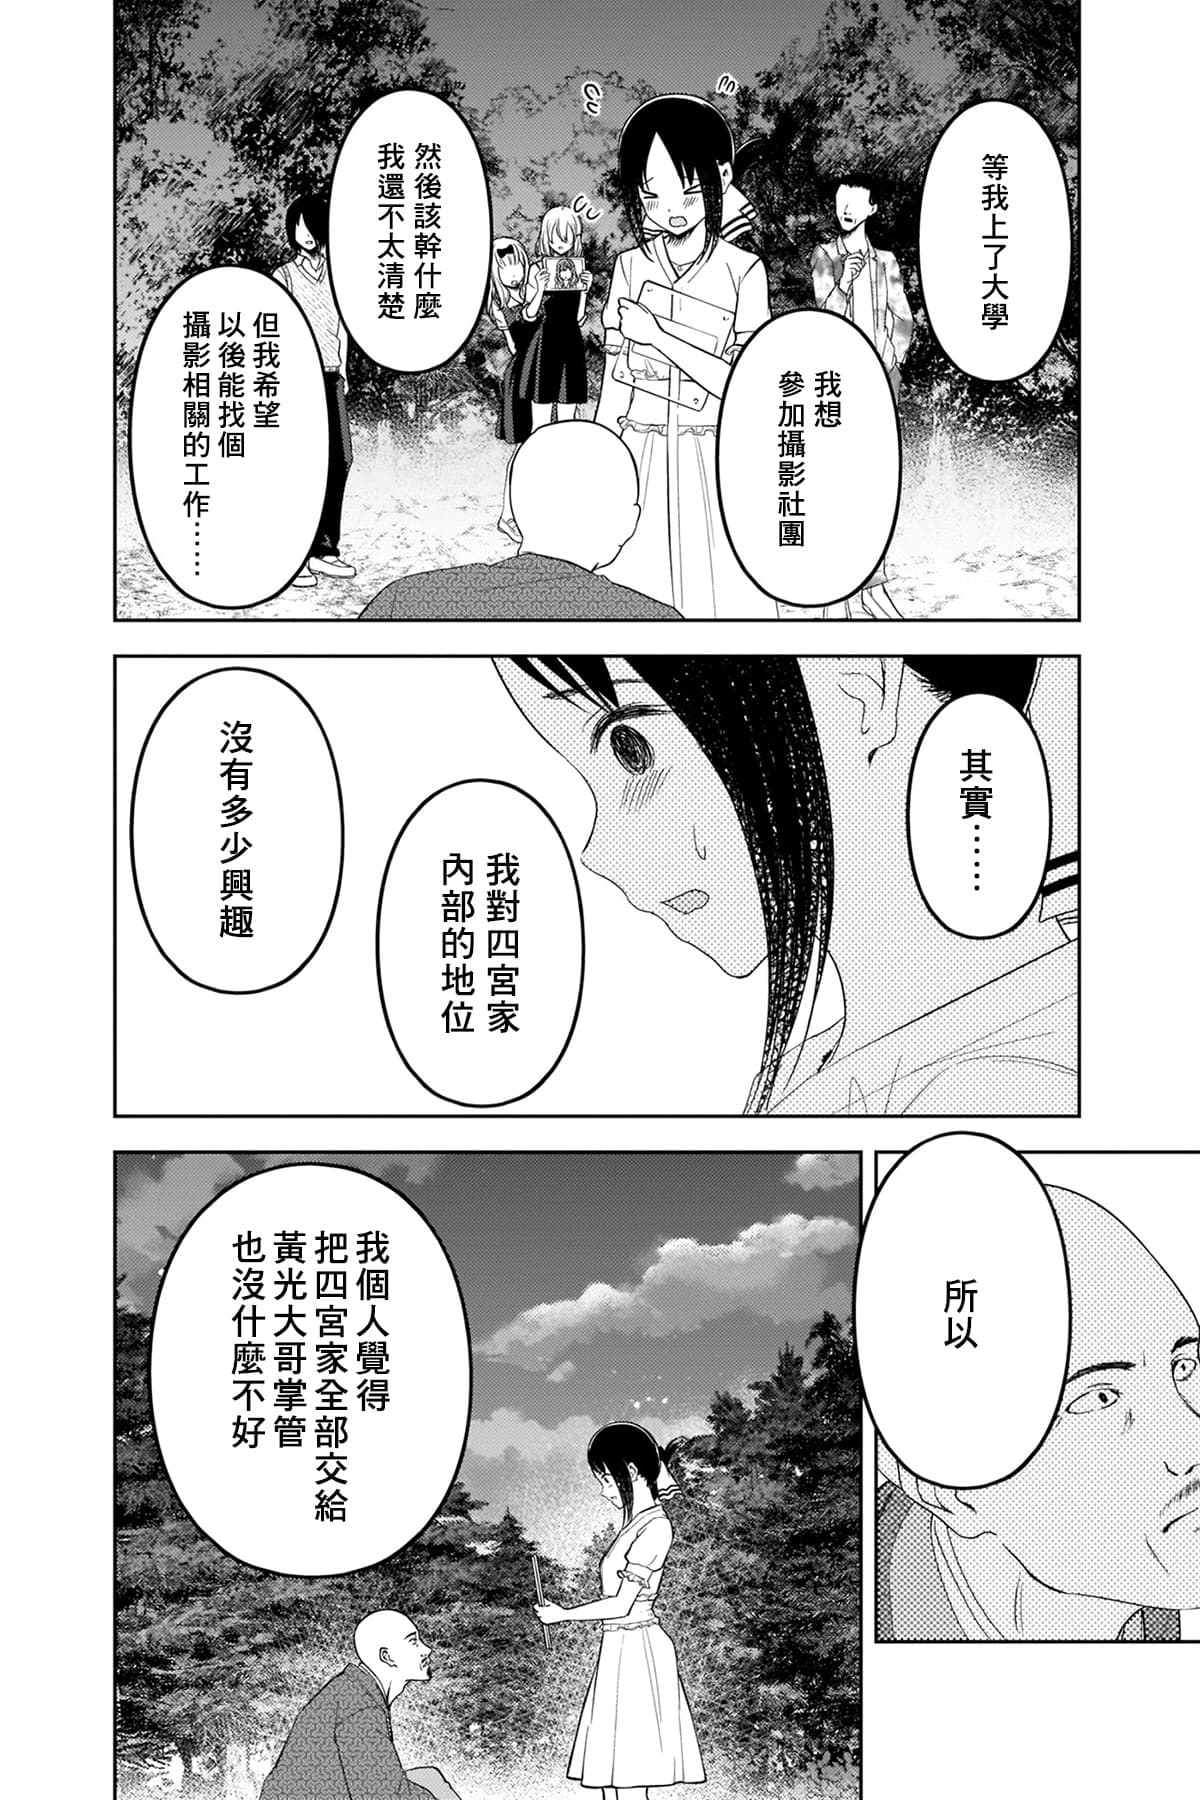 等我上了大學
我想
參加攝影社團
然後該幹什麼
我還不太清楚
但我希望
以後能找個
攝影相關的工作⋯⋯
其實⋯⋯
我對四宮家
內部的地位
沒有多少興趣
所以
我個人覺得
把四宮家全部交給
黃光大哥掌管
也沒什麼不好